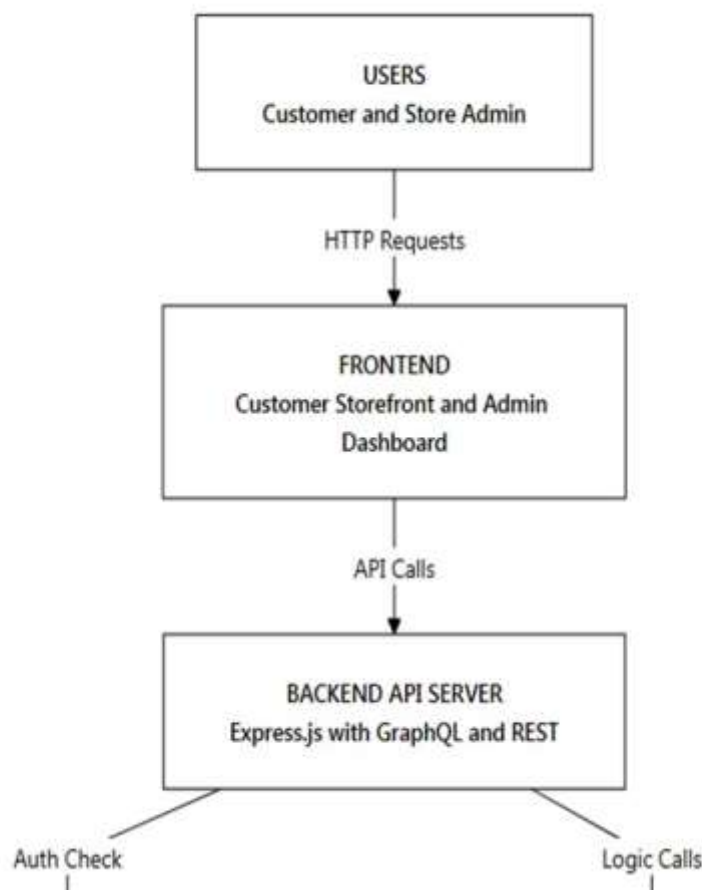 USERS
Customer and Store Admin
HTTP Requests
FRONTEND
Customer Storefront and Admin
Dashboard
API Calls
BACKEND API SERVER
Express.js with GraphQL and REST
Auth Check
Logic Calls